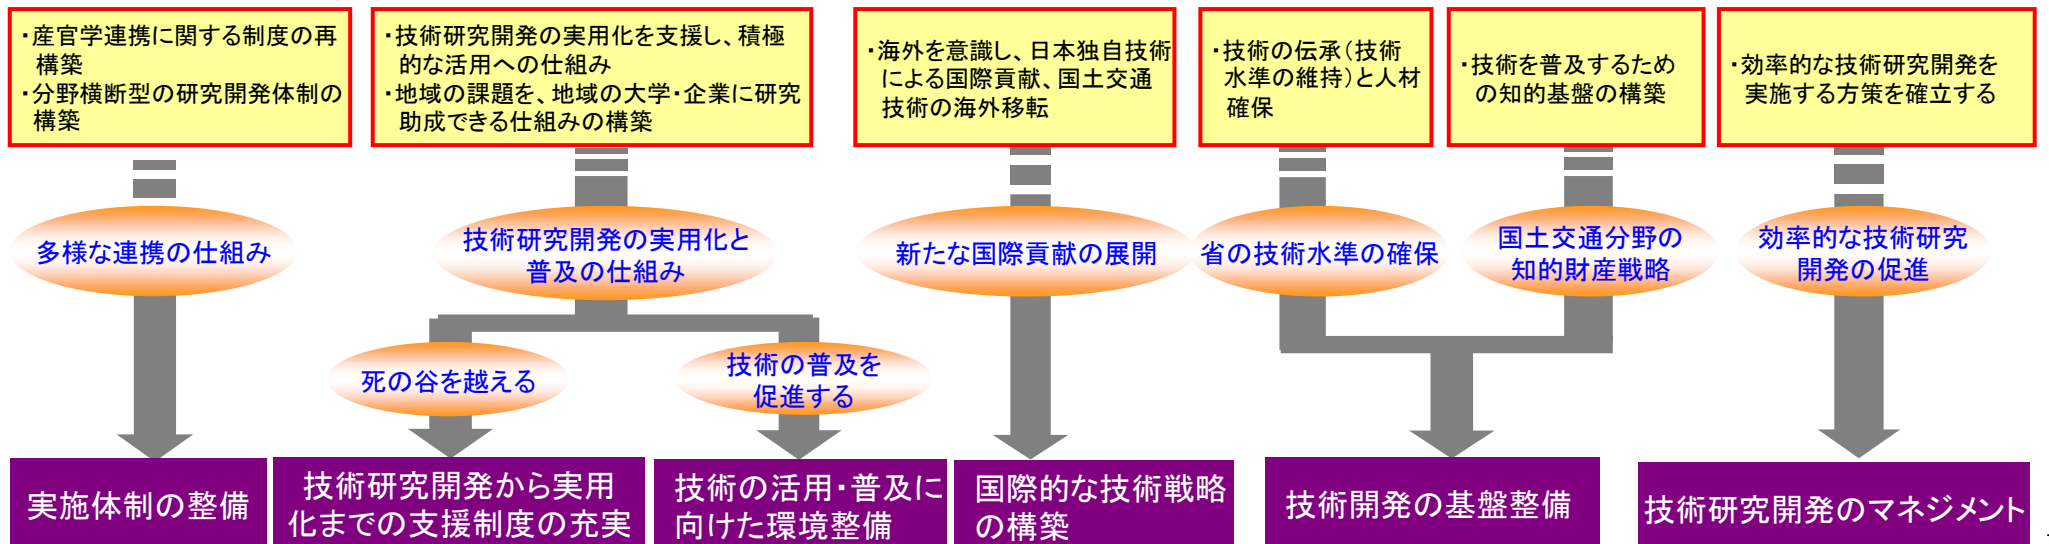 ・産官学連携に関する制度の再
構築
・分野横断型の研究開発体制の
構築
・技術研究開発の実用化を支援し、積極
的な活用への仕組み
・地域の課題を、地域の大学・企業に研究
助成できる仕組みの構築
・海外を意識し、日本独自技術
による国際貢献、国土交通
技術の海外移転
・技術の伝承（技術
水準の維持）と人材
確保
・技術を普及するため
の知的基盤の構築
・効率的な技術研究開発を
実施する方策を確立する
多様な連携の仕組み
技術研究開発の実用化と
普及の仕組み
新たな国際貢献の展開
省の技術水準の確保
国土交通分野の
知的財産戦略
効率的な技術研究
開発の促進
死の谷を越える
技術の普及を
促進する
実施体制の整備
技術研究開発から実用
化までの支援制度の充実
技術の活用・普及に
向けた環境整備
国際的な技術戦略
の構築
技術開発の基盤整備
技術研究開発のマネジメント